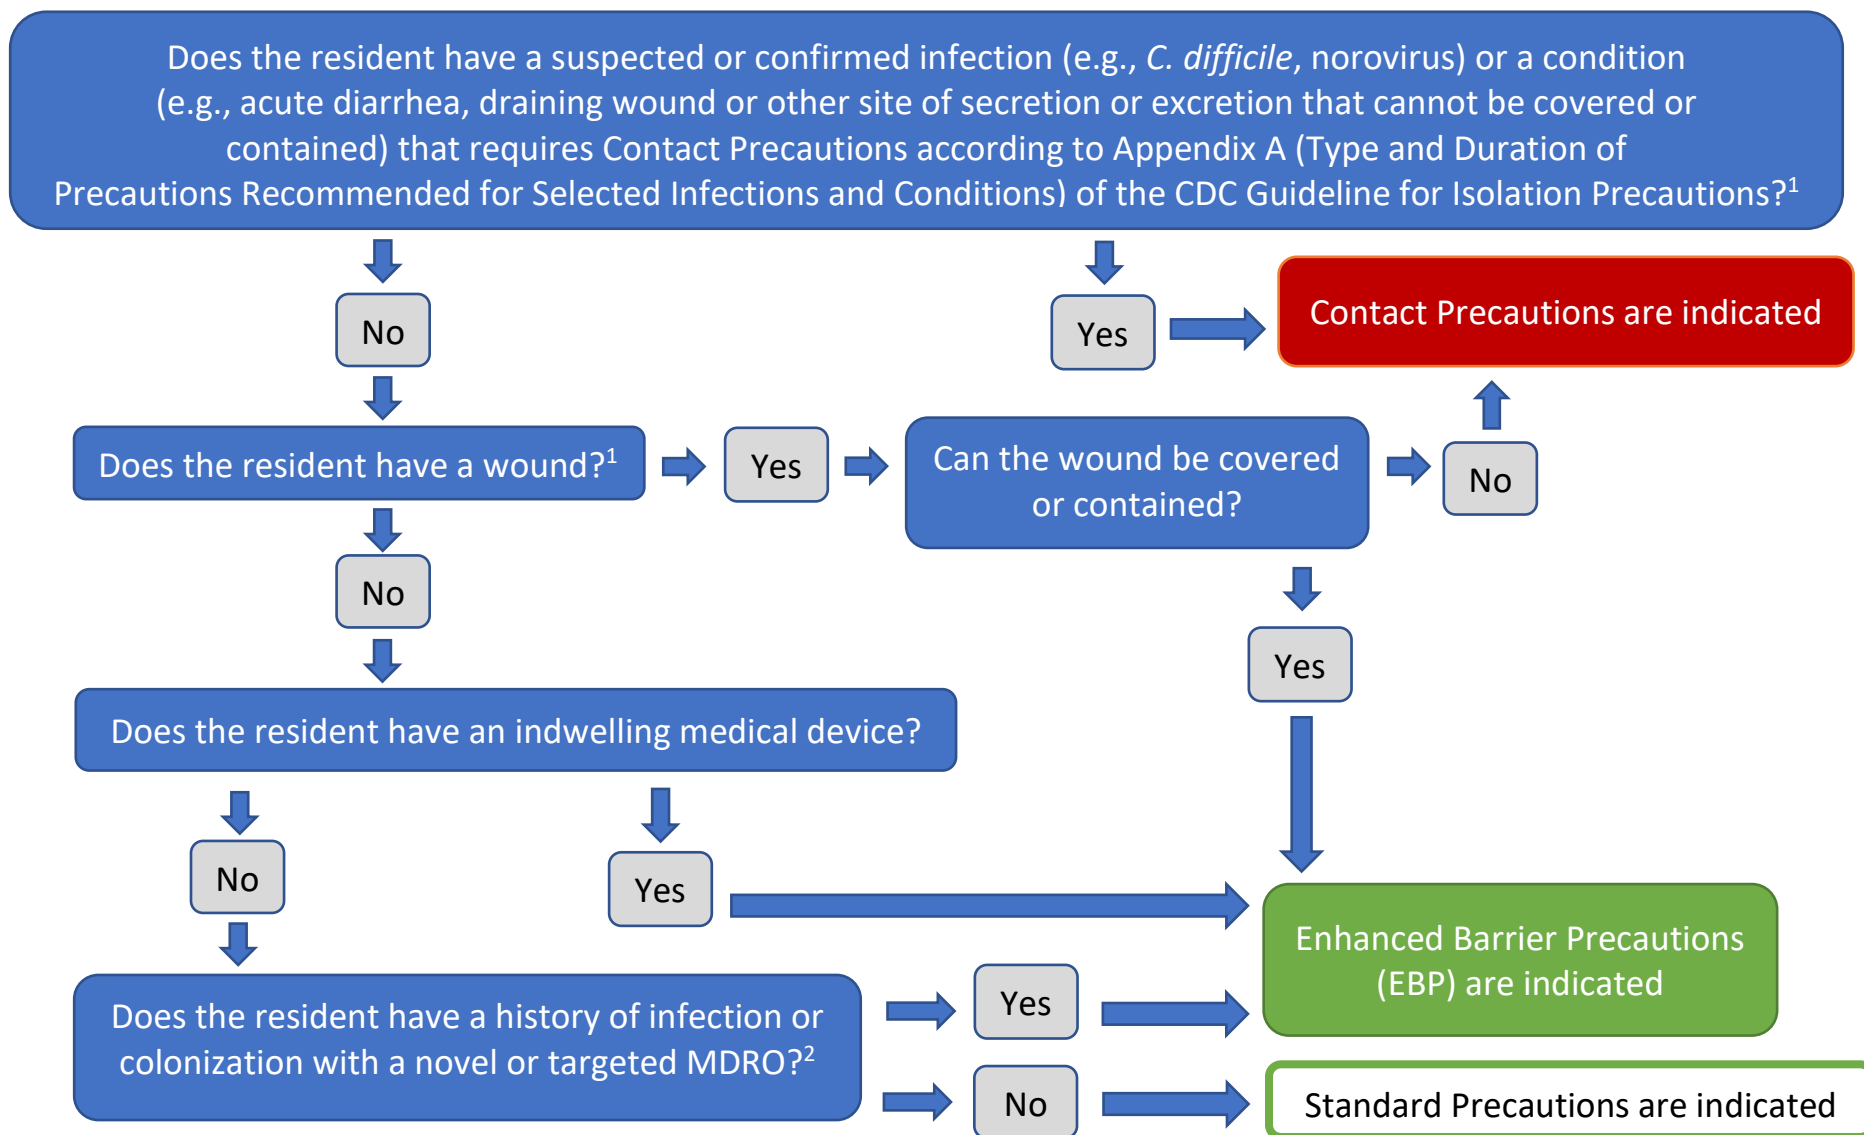 Does the resident have a suspected or confirmed infection (e.g., C. difficile, norovirus) or a condition
(e.g., acute diarrhea, draining wound or other site of secretion or excretion that cannot be covered or
contained) that requires Contact Precautions according to Appendix A (Type and Duration of
Precautions Recommended for Selected Infections and Conditions) of the CDC Guideline for Isolation Precautions?¹
No
Yes
Contact Precautions are indicated
Does the resident have a wound?¹
Yes
Can the wound be covered
or contained?
No
No
Yes
Does the resident have an indwelling medical device?
No
Yes
Enhanced Barrier Precautions
(EBP) are indicated
Does the resident have a history of infection or
colonization with a novel or targeted MDRO?²
Yes
No
Standard Precautions are indicated